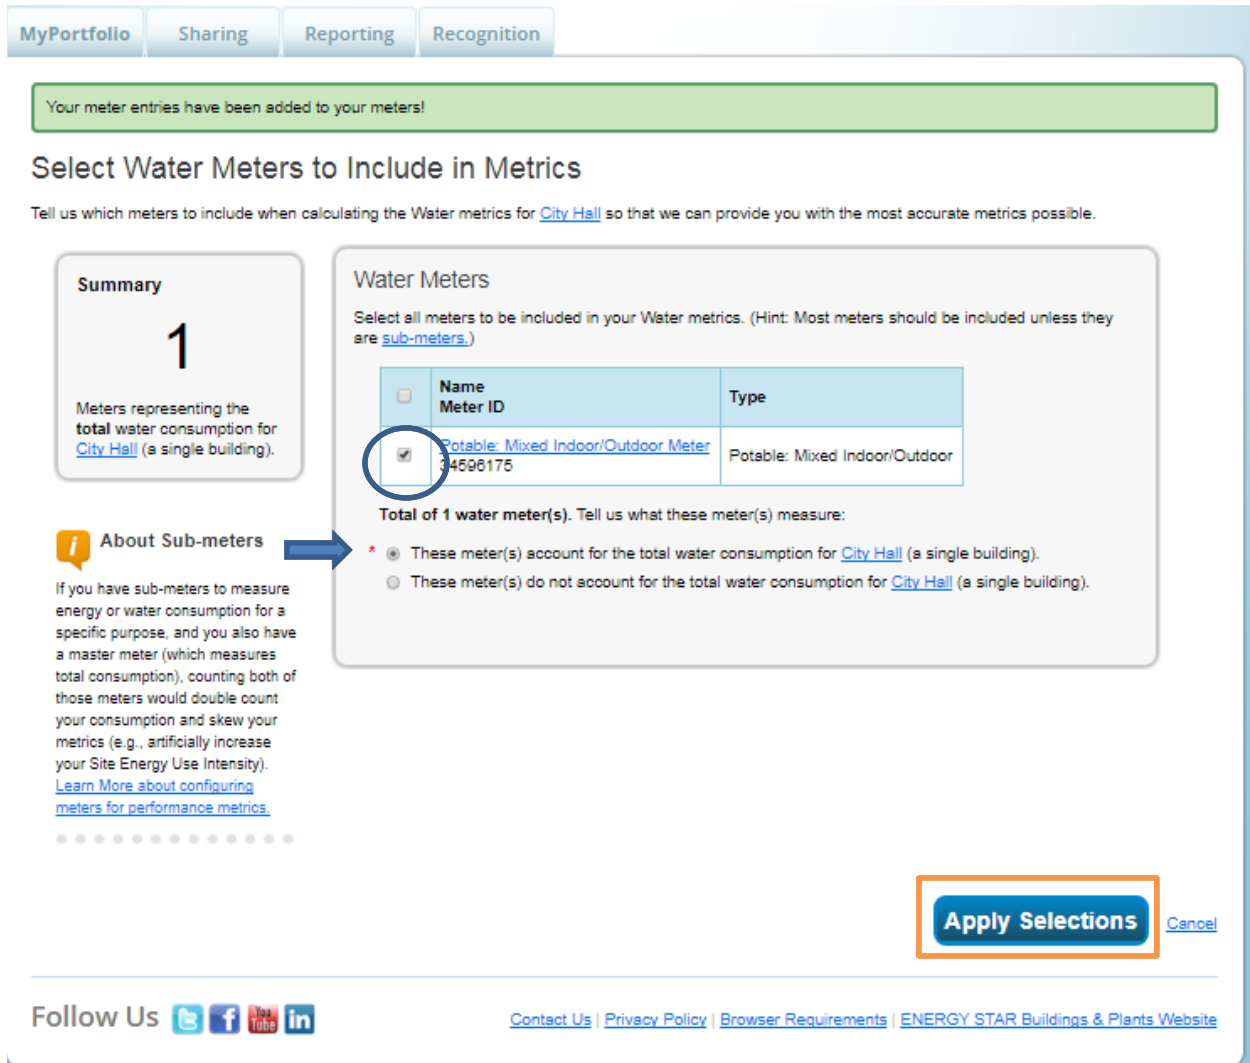 MyPortfolio Sharing Reporting Recognition
Your meter entries have been added to your meters!
Select Water Meters to Include in Metrics
Tell us which meters to include when calculating the Water metrics for City Hall so that we can provide you with the most accurate metrics possible.
Summary
1
Meters representing the
total water consumption for
City Hall (a single building).
i About Sub-meters
If you have sub-meters to measure
energy or water consumption for a
specific purpose, and you also have
a master meter (which measures
total consumption), counting both of
those meters would double count
your consumption and skew your
metrics (e.g., artificially increase
your Site Energy Use Intensity).
Learn More about configuring
meters for performance metrics.
Water Meters
Select all meters to be included in your Water metrics. (Hint: Most meters should be included unless they
are sub-meters.)
Name
Meter ID
Type
Potable: Mixed Indoor/Outdoor Meter
34596175
Potable: Mixed Indoor/Outdoor
Total of 1 water meter(s). Tell us what these meter(s) measure:
* These meter(s) account for the total water consumption for City Hall (a single building).
These meter(s) do not account for the total water consumption for City Hall (a single building).
Apply Selections Cancel
Follow Us f You Tube in
Contact Us | Privacy Policy | Browser Requirements | ENERGY STAR Buildings & Plants Website